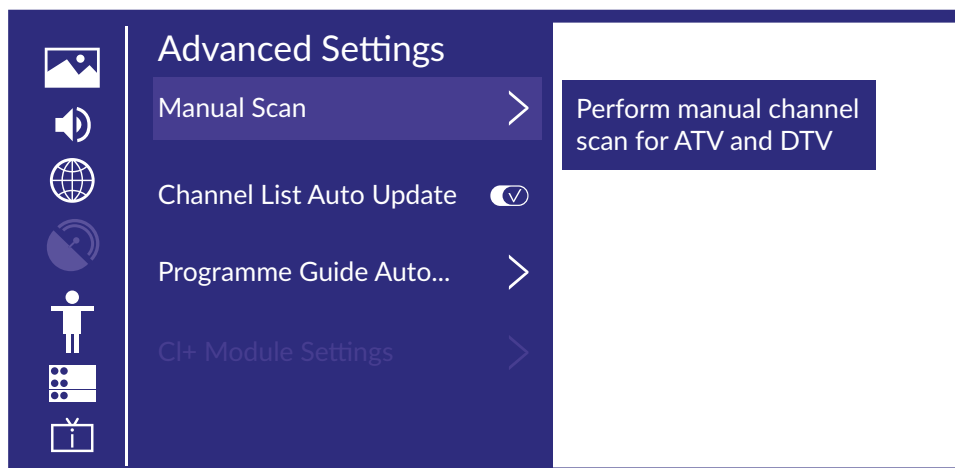 Advanced Settings
Manual Scan
Perform manual channel
scan for ATV and DTV
Channel List Auto Update
Programme Guide Auto...
CI+ Module Settings
i